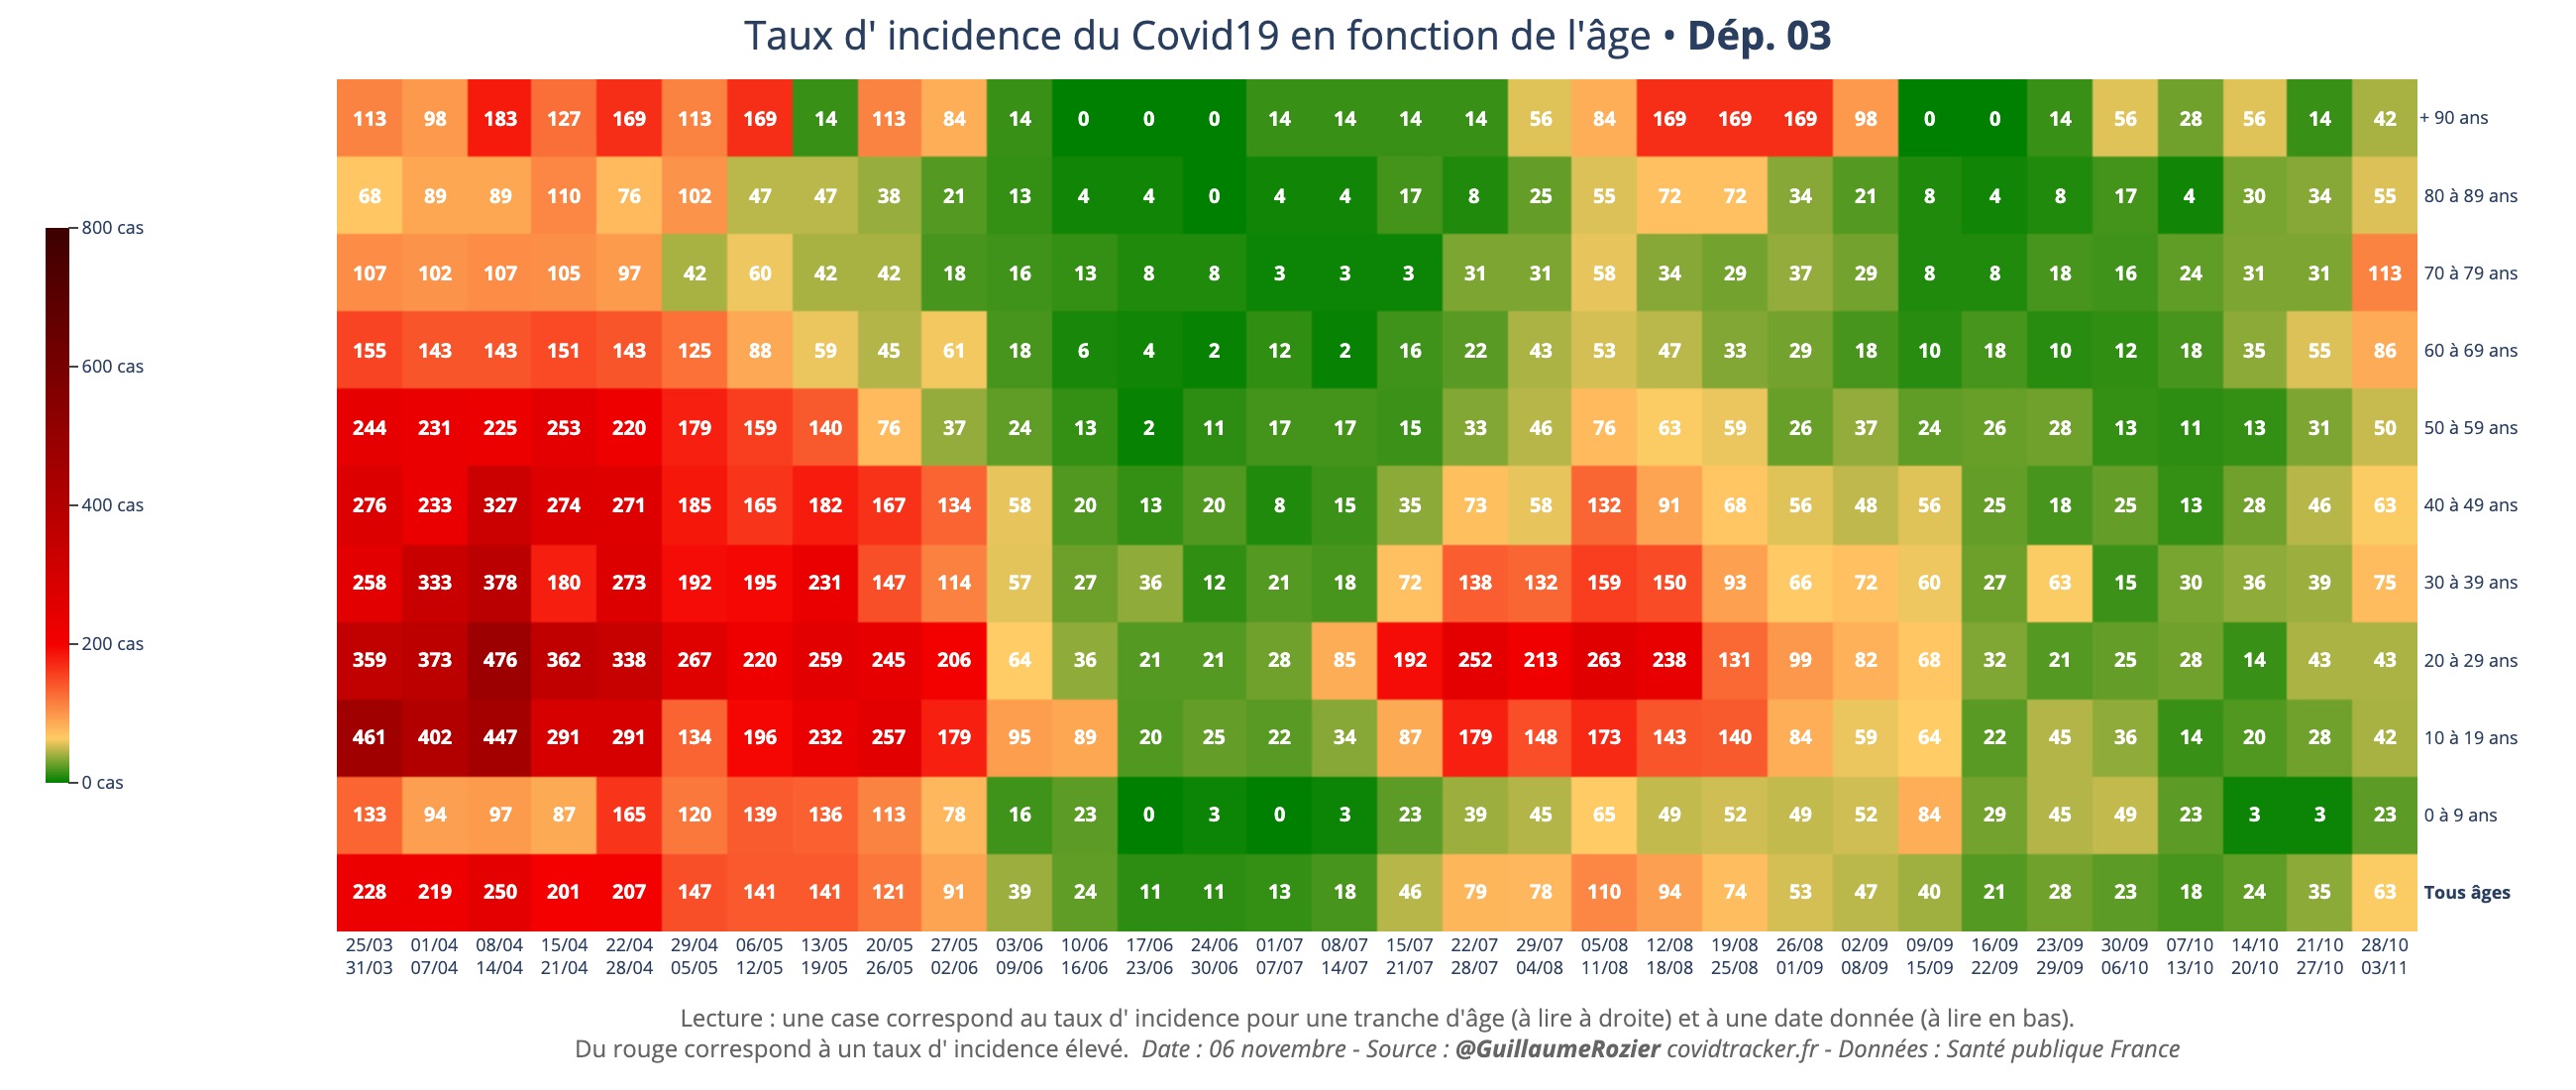 Taux d' incidence du Covid19 en fonction de l'âge • Dép. 03
113 98 183 127 169 113 169 14 113 84 14 0 0 0 14 14 14 14 56 84 169 169 169 98 0 0 14 56 28 56 14 42 + 90 ans
68 89 89 110 76 102 47 47 38 21 13 4 4 0 4 4 17 8 25 55 72 72 34 21 8 4 8 17 4 30 34 55 80 à 89 ans
107 102 107 105 97 42 60 42 42 18 16 13 8 8 3 3 3 31 31 58 34 29 37 29 8 8 18 16 24 31 31 113 70 à 79 ans
155 143 143 151 143 125 88 59 45 61 18 6 4 2 12 2 16 22 43 53 47 33 29 18 10 18 10 12 18 35 55 86 60 à 69 ans
244 231 225 253 220 179 159 140 76 37 24 13 2 11 17 17 15 33 46 76 63 59 26 37 24 26 28 13 11 13 31 50 50 à 59 ans
276 233 327 274 271 185 165 182 167 134 58 20 13 20 8 15 35 73 58 132 91 68 56 48 56 25 18 25 13 28 46 63 40 à 49 ans
258 333 378 180 273 192 195 231 147 114 57 27 36 12 21 18 72 138 132 159 150 93 66 72 60 27 63 15 30 36 39 75 30 à 39 ans
359 373 476 362 338 267 220 259 245 206 64 36 21 21 28 85 192 252 213 263 238 131 99 82 68 32 21 25 28 14 43 43 20 à 29 ans
461 402 447 291 291 134 196 232 257 179 95 89 20 25 22 34 87 179 148 173 143 140 84 59 64 22 45 36 14 20 28 42 10 à 19 ans
133 94 97 87 165 120 139 136 113 78 16 23 0 3 0 3 23 39 45 65 49 52 49 52 84 29 45 49 23 3 3 23 0 à 9 ans
228 219 250 201 207 147 141 141 121 91 39 24 11 11 13 18 46 79 78 110 94 74 53 47 40 21 28 23 18 24 35 63 Tous âges
25/03 01/04 08/04 15/04 22/04 29/04 06/05 13/05 20/05 27/05 03/06 10/06 17/06 24/06 01/07 08/07 15/07 22/07 29/07 05/08 12/08 19/08 26/08 02/09 09/09 16/09 23/09 30/09 07/10 14/10 21/10 28/10
31/03 07/04 14/04 21/04 28/04 05/05 12/05 19/05 26/05 02/06 09/06 16/06 23/06 30/06 07/07 14/07 21/07 28/07 04/08 11/08 18/08 25/08 01/09 08/09 15/09 22/09 29/09 06/10 13/10 20/10 27/10 03/11
800 cas
600 cas
400 cas
200 cas
0 cas
Lecture : une case correspond au taux d' incidence pour une tranche d'âge (à lire à droite) et à une date donnée (à lire en bas).
Du rouge correspond à un taux d' incidence élevé. Date : 06 novembre - Source : @GuillaumeRozier covidtracker.fr - Données : Santé publique France